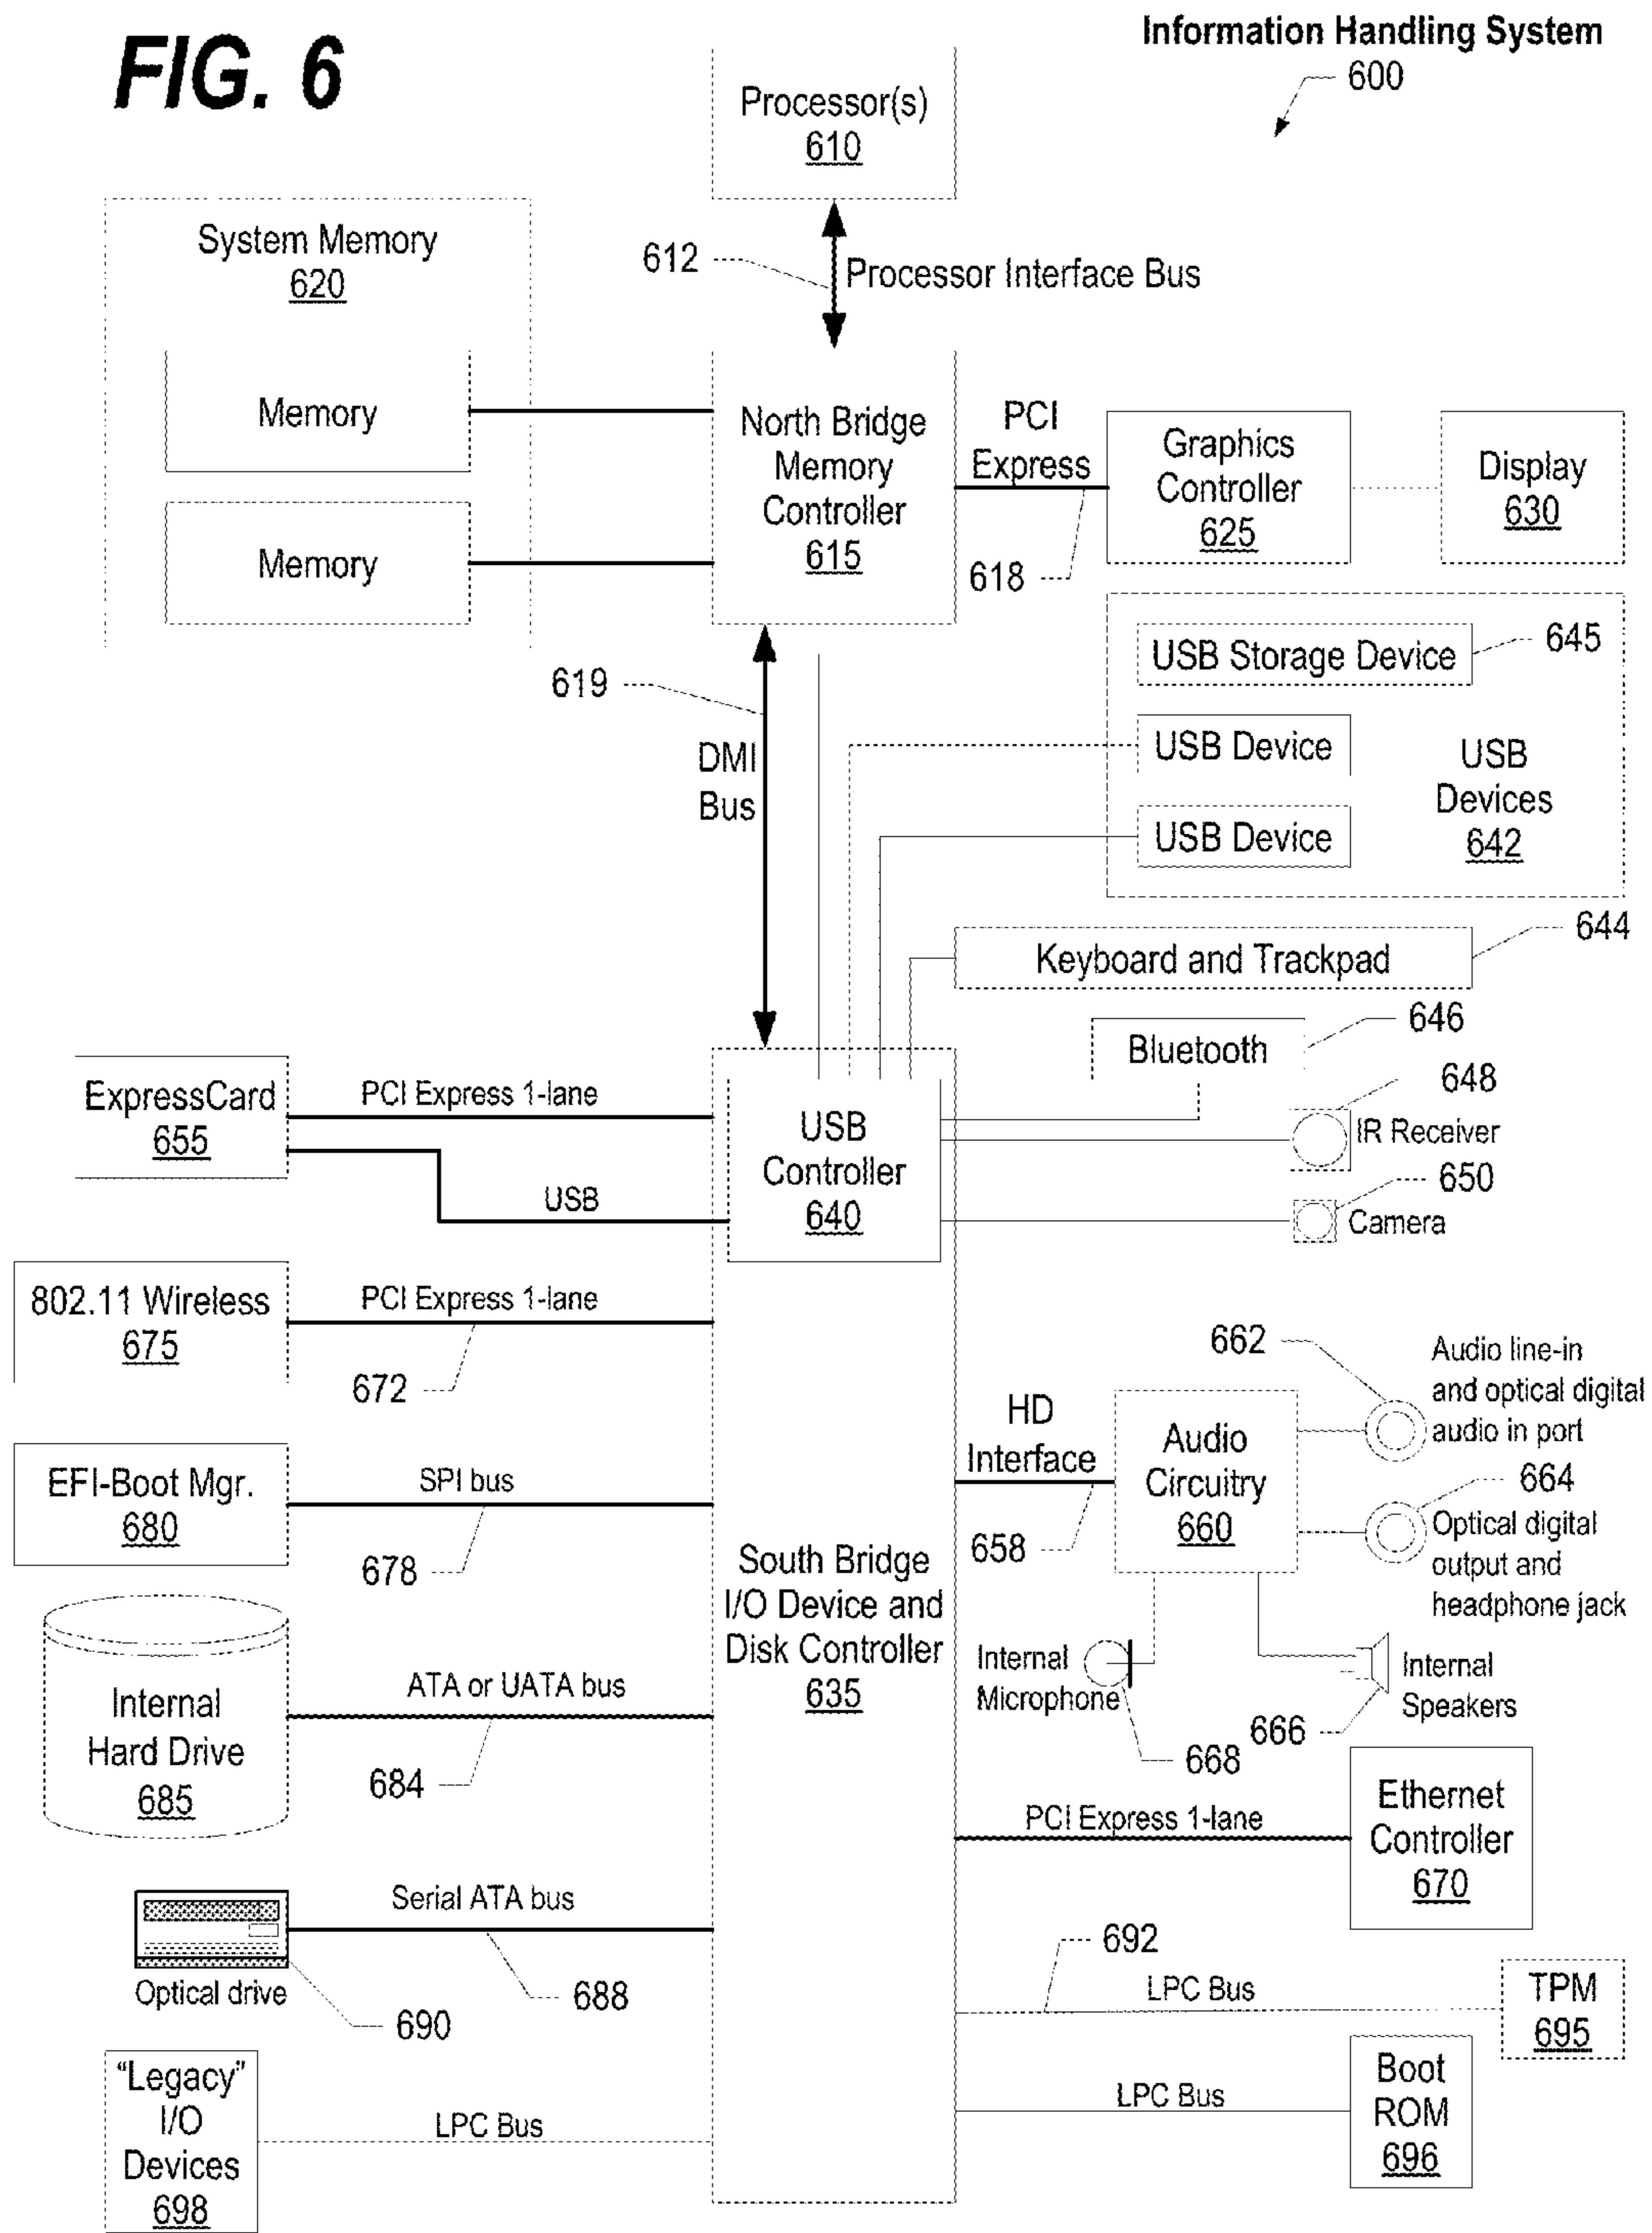 FIG. 6
Information Handling System
600
Processor(s)
610
System Memory
620
612
Processor Interface Bus
Memory
Memory
North Bridge
Memory
Controller
615
PCI
Express
618
Graphics
Controller
625
Display
630
619
DMI
Bus
USB Storage Device
645
USB Device
USB Device
USB
Devices
642
644
Keyboard and Trackpad
646
Bluetooth
648
IR Receiver
650
Camera
ExpressCard
655
PCI Express 1-lane
USB
USB
Controller
640
802.11 Wireless
675
PCI Express 1-lane
672
662
Audio line-in
and optical digital
audio in port
HD
Interface
658
Audio
Circuitry
660
664
Optical digital
output and
headphone jack
EFI-Boot Mgr.
680
SPI bus
678
South Bridge
I/O Device and
Disk Controller
635
Internal
Microphone
668
Internal
Speakers
666
Internal
Hard Drive
685
ATA or UATA bus
684
PCI Express 1-lane
Ethernet
Controller
670
Serial ATA bus
688
Optical drive
690
692
LPC Bus
TPM
695
LPC Bus
Boot
ROM
696
"Legacy"
I/O
Devices
698
LPC Bus